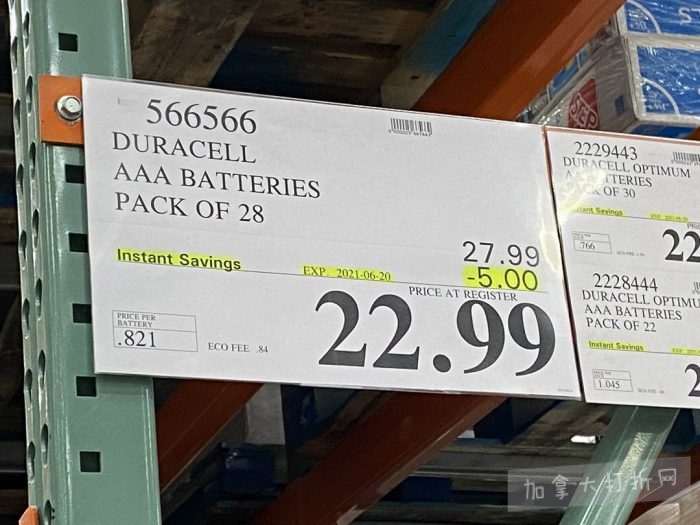 566566
DURACELL
AAA BATTERIES
PACK OF 28
27.99
Instant Savings EXP. 2021-06-20 -5.00
PRICE AT REGISTER
22.99
PRICE PER
BATTERY
.821
ECO FEE .84
2229443
DURACELL OPTIMUM
OF 30
Instant Savings
.766
22
2228444
DURACELL OPTIMU
AAA BATTERIES
PACK OF 22
Instant Savings
1.045
2
加拿大打折网